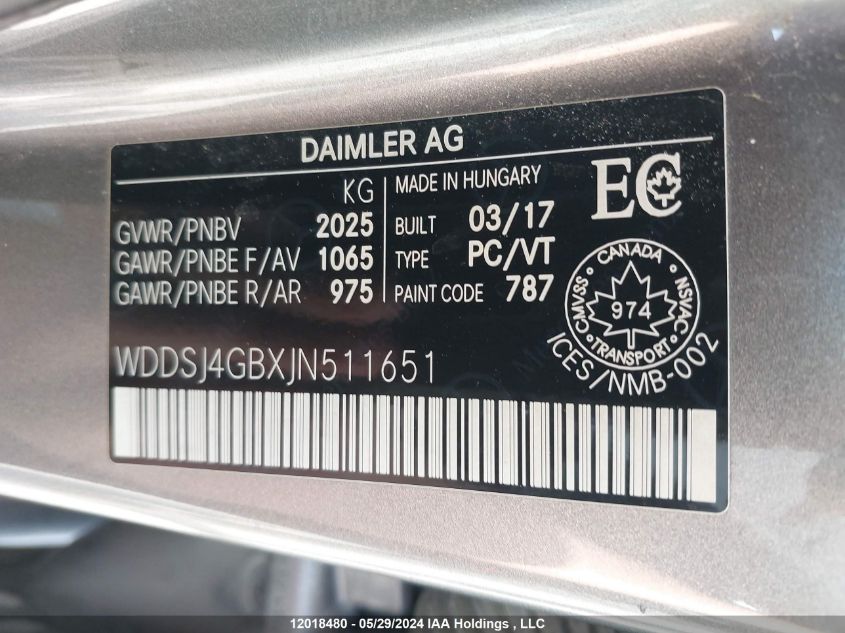 DAIMLER AG
KG
GVWR/PNBV 2025
GAWR/PNBE F/AV 1065
GAWR/PNBE R/AR 975
MADE IN HUNGARY
BUILT 03/17
TYPE PC/VT
PAINT CODE 787
EC
CANADA
CMVSS 974 NSVAC
TRANSPORT
ICES/NMB-002
WDDSJ4GBXJN511651
12018480 - 05/29/2024 IAA Holdings , LLC